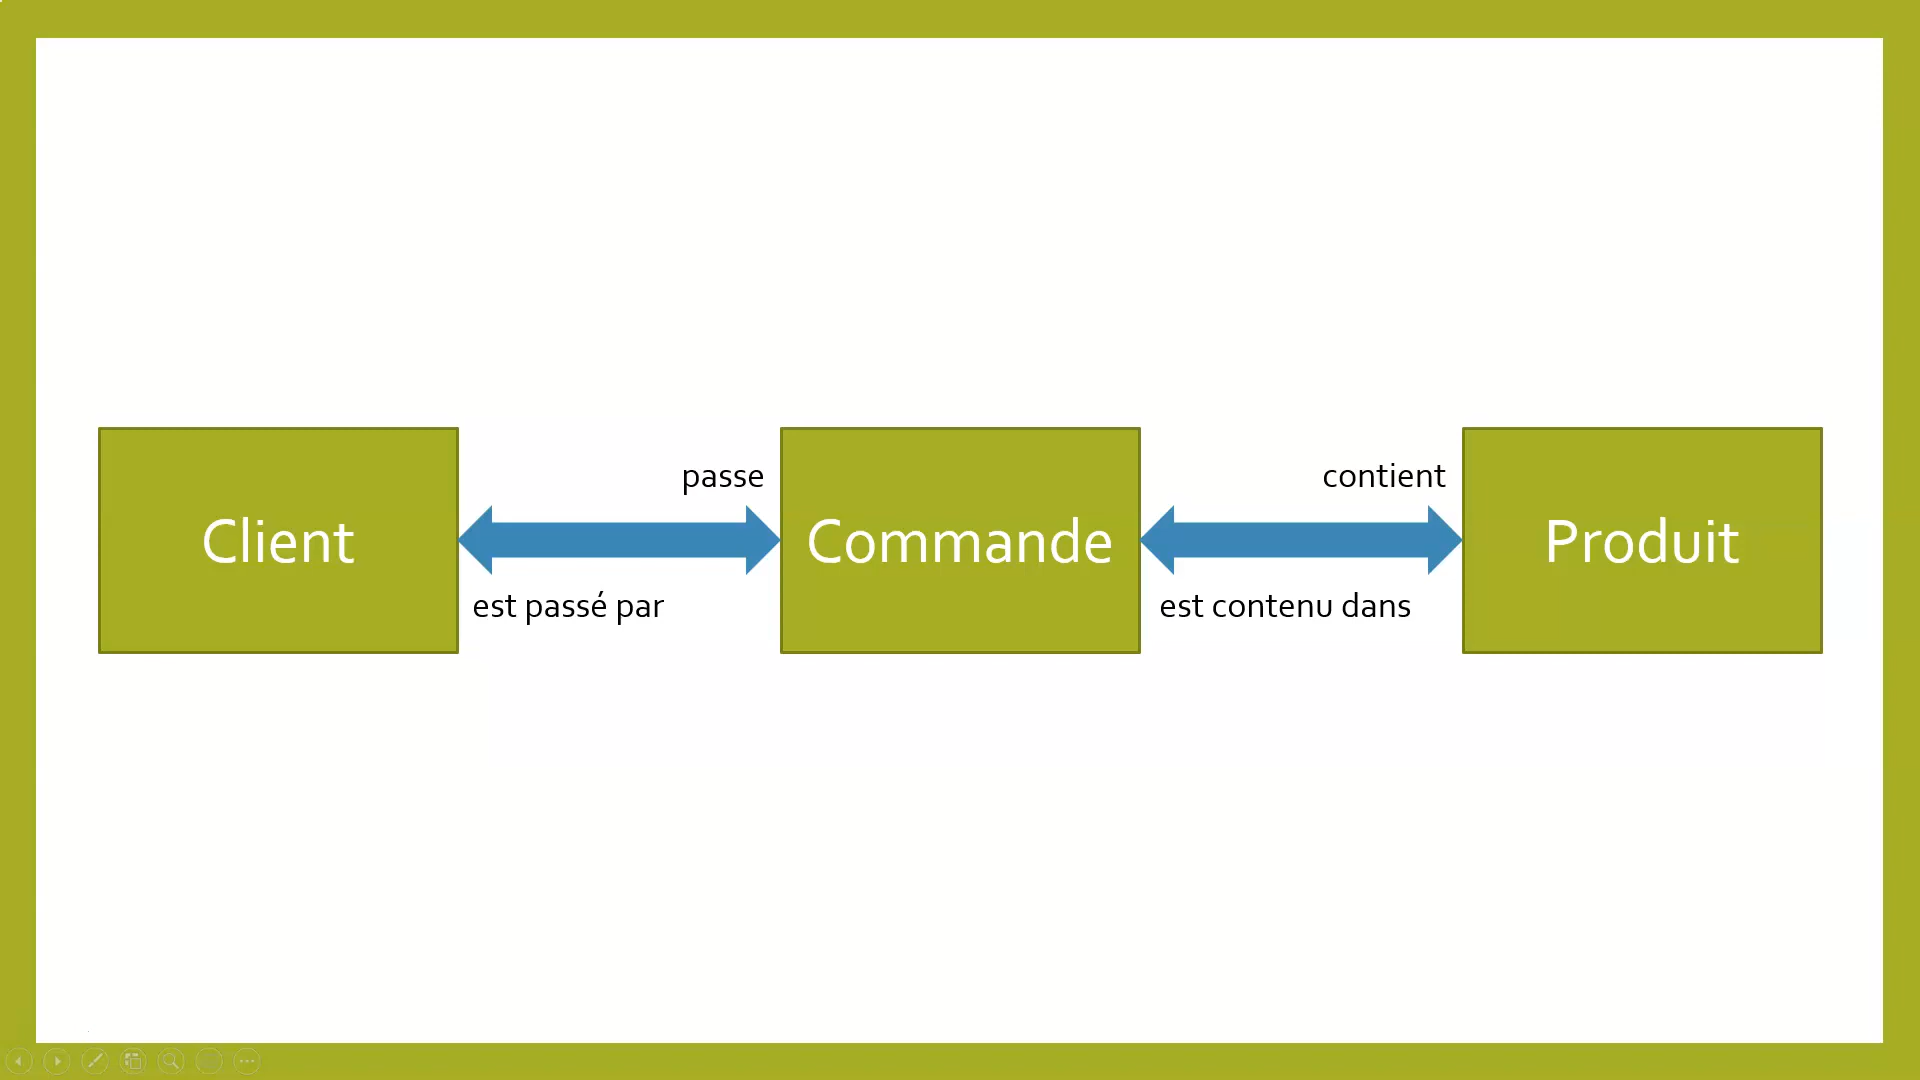 passe
contient
Client
Commande
Produit
est passé par
est contenu dans